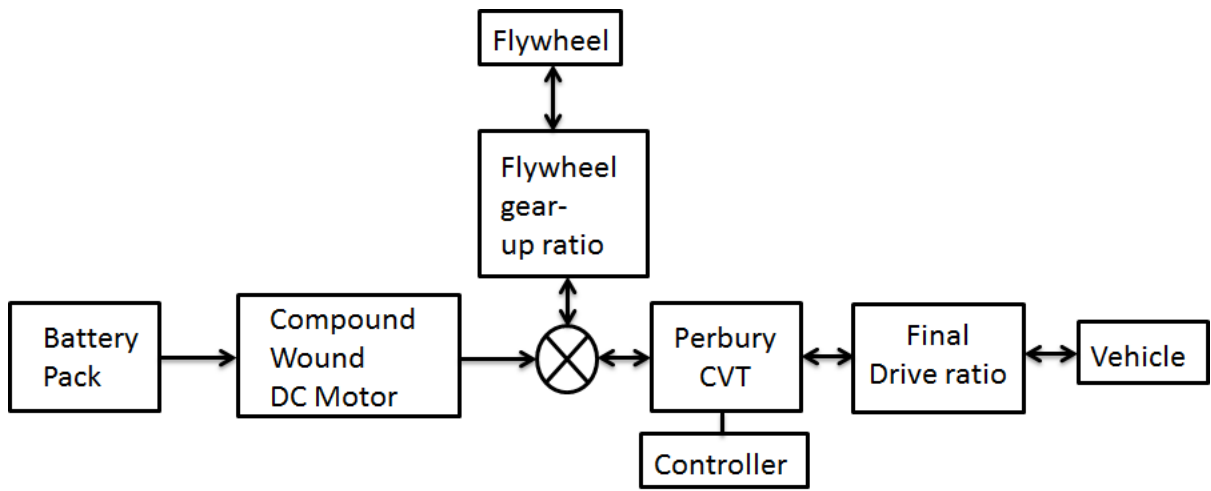 Flywheel
Flywheel
gear-
up ratio
Battery
Pack
Compound
Wound
DC Motor
Perbury
CVT
Final
Drive ratio
Vehicle
Controller